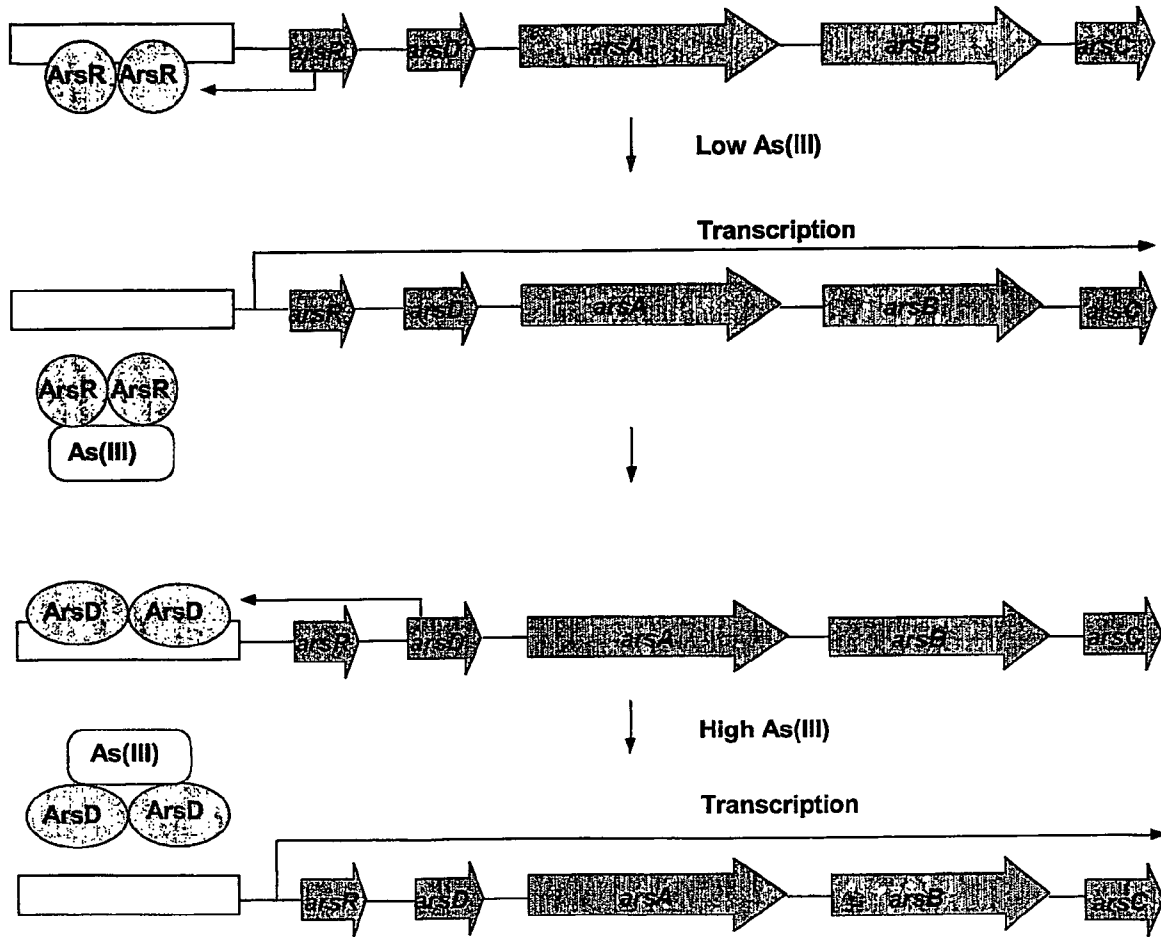 ArsR ArsR arsR arsD arsA arsB arsC
Low As(III)
Transcription
arsR arsD arsA arsB arsC
ArsR ArsR
As(III)
ArsD ArsD
arsR arsD arsA arsB arsC
High As(III)
As(III)
ArsD ArsD
Transcription
arsR arsD arsA arsB arsC